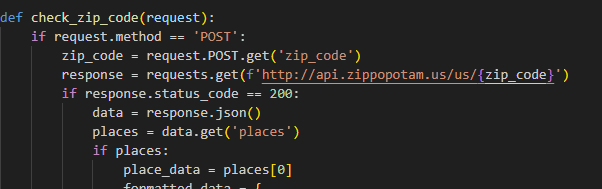 def check_zip_code(request):
    if request.method == 'POST':
        zip_code = request.POST.get('zip_code')
        response = requests.get(f'http://api.zippopotam.us/us/{zip_code}')
        if response.status_code == 200:
            data = response.json()
            places = data.get('places')
            if places:
                place_data = places[0]
                formatted_data = {